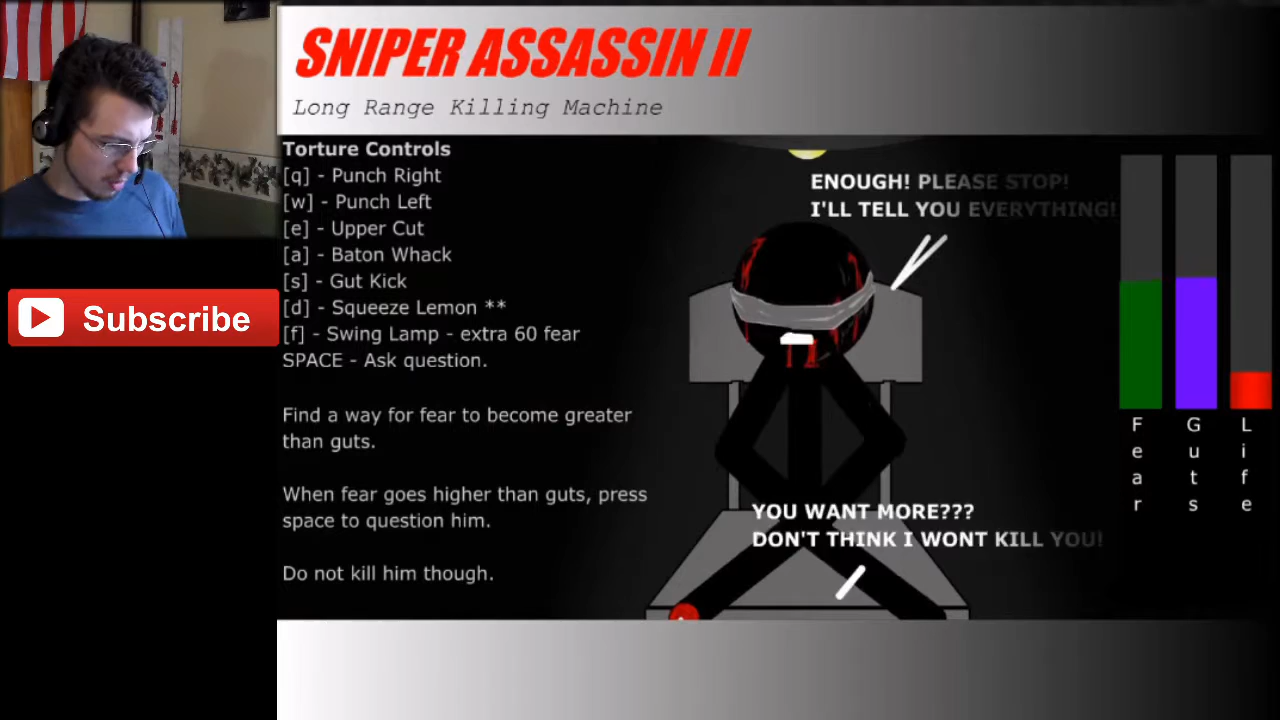 SNIPER ASSASSIN II
Long Range Killing Machine
Torture Controls
[q] - Punch Right
[w] - Punch Left
[e] - Upper Cut
[a] - Baton Whack
[s] - Gut Kick
[d] - Squeeze Lemon **
[f] - Swing Lamp - extra 60 fear
SPACE - Ask question.
Find a way for fear to become greater
than guts.
When fear goes higher than guts, press
space to question him.
Do not kill him though.
ENOUGH! PLEASE STOP!
I'LL TELL YOU EVERYTHING!
YOU WANT MORE???
DON'T THINK I WONT KILL YOU!
Fear
Guts
Life
Subscribe